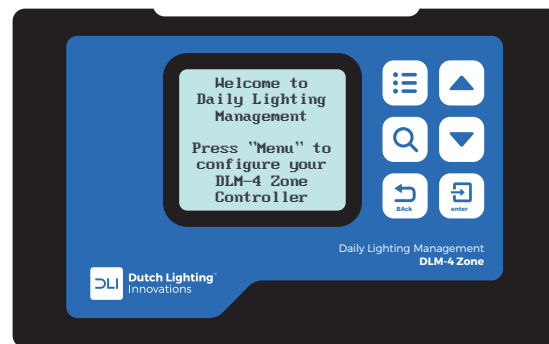 Welcome to
Daily Lighting
Management
Press "Menu" to
configure your
DLM-4 Zone
Controller
BAck
enter
Daily Lighting Management
DLM-4 Zone
DLI
Dutch Lighting
Innovations